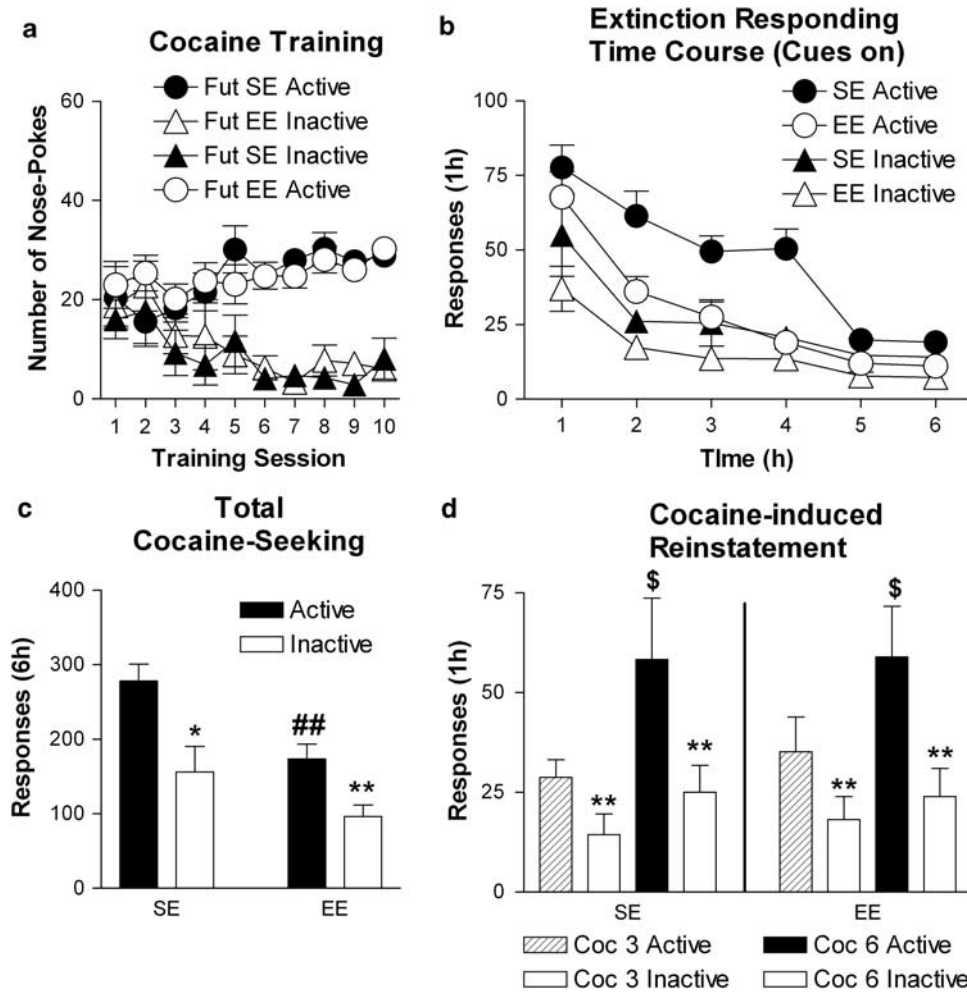 a
Cocaine Training
Fut SE Active
Fut EE Inactive
Fut SE Inactive
Fut EE Active
Number of Nose-Pokes
60
40
20
0
1 2 3 4 5 6 7 8 9 10
Training Session
b
Extinction Responding
Time Course (Cues on)
SE Active
EE Active
SE Inactive
EE Inactive
Responses (1h)
100
75
50
25
0
1 2 3 4 5 6
TIme (h)
c
Total
Cocaine-Seeking
Active
Inactive
Responses (6h)
400
300
200
100
0
*
##
**
SE EE
d
Cocaine-induced
Reinstatement
Responses (1h)
75
50
25
0
$ $
** ** ** **
SE EE
Coc 3 Active Coc 6 Active
Coc 3 Inactive Coc 6 Inactive